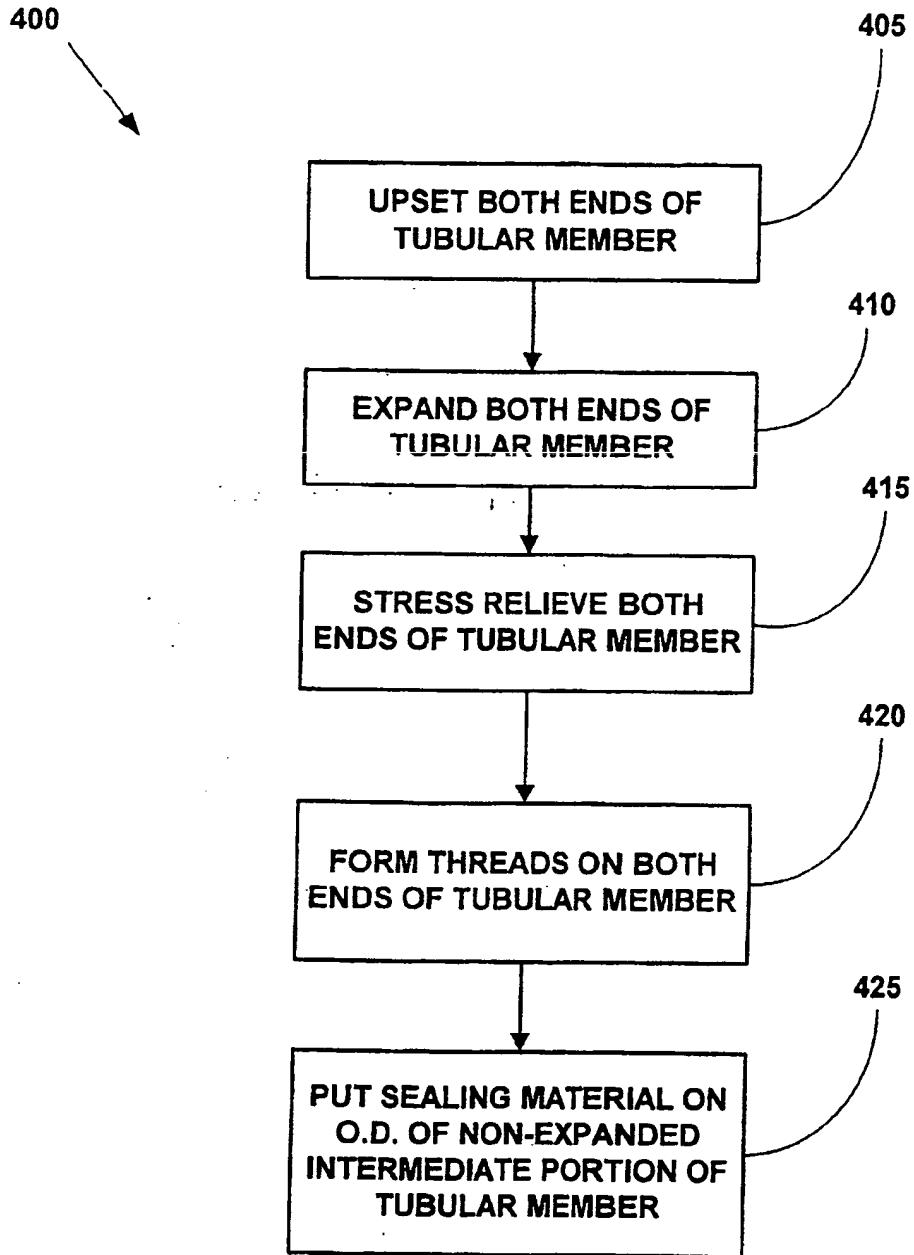 400
405
UPSET BOTH ENDS OF
TUBULAR MEMBER
410
EXPAND BOTH ENDS OF
TUBULAR MEMBER
415
STRESS RELIEVE BOTH
ENDS OF TUBULAR MEMBER
420
FORM THREADS ON BOTH
ENDS OF TUBULAR MEMBER
425
PUT SEALING MATERIAL ON
O.D. OF NON-EXPANDED
INTERMEDIATE PORTION OF
TUBULAR MEMBER